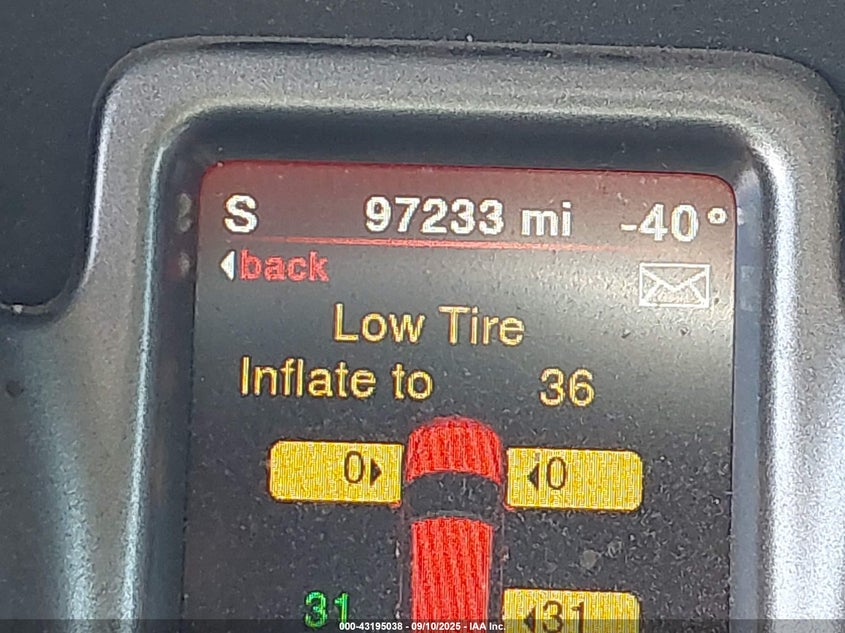 S 97233 mi -40°
back
Low Tire
Inflate to 36
0 0
31 31
000-43195038 - 09/10/2025 - IAA Inc.